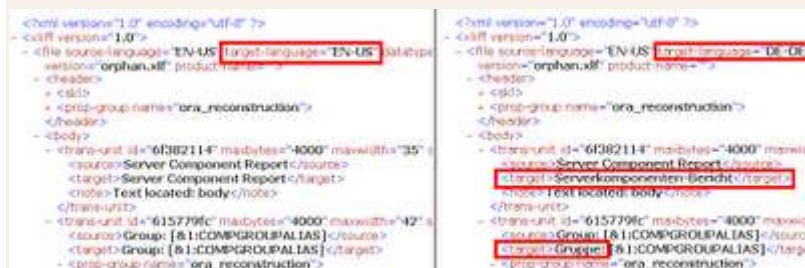 <?xml version="1.0" encoding="utf-8" ?>
- <xliff version="1.0">
- <file source-language="EN-US" target-language="EN-US" datatype
version="orphan.xlf" product-name="">
- <header>
+ <skl>
+ <prop-group name="ora_reconstruction">
</header>
- <body>
- <trans-unit id="6f382114" maxbytes="4000" maxwidth="35"
<source>Server Component Report</source>
<target>Server Component Report</target>
<note>Text located: body</note>
</trans-unit>
- <trans-unit id="615779fc" maxbytes="4000" maxwidth="42"
<source>Group: [&1:COMPGROUPALIAS]</source>
<target>Group: [&1:COMPGROUPALIAS]</target>
- <prop-group name="ora_reconstruction">
<?xml version="1.0" encoding="utf-8" ?>
- <xliff version="1.0">
- <file source-language="EN-US" target-language="DE-DE
version="orphan.xlf" product-name="">
- <header>
+ <skl>
+ <prop-group name="ora_reconstruction">
</header>
- <body>
- <trans-unit id="6f382114" maxbytes="4000"
<source>Server Component Report</source>
<target>Serverkomponenten-Bericht</target>
<note>Text located: body</note>
</trans-unit>
- <trans-unit id="615779fc" maxbytes="4000"
<source>Group: [&1:COMPGROUPALIAS]
<target>Gruppe: [&1:COMPGROUPALIAS]
- <prop-group name="ora_reconstruction">